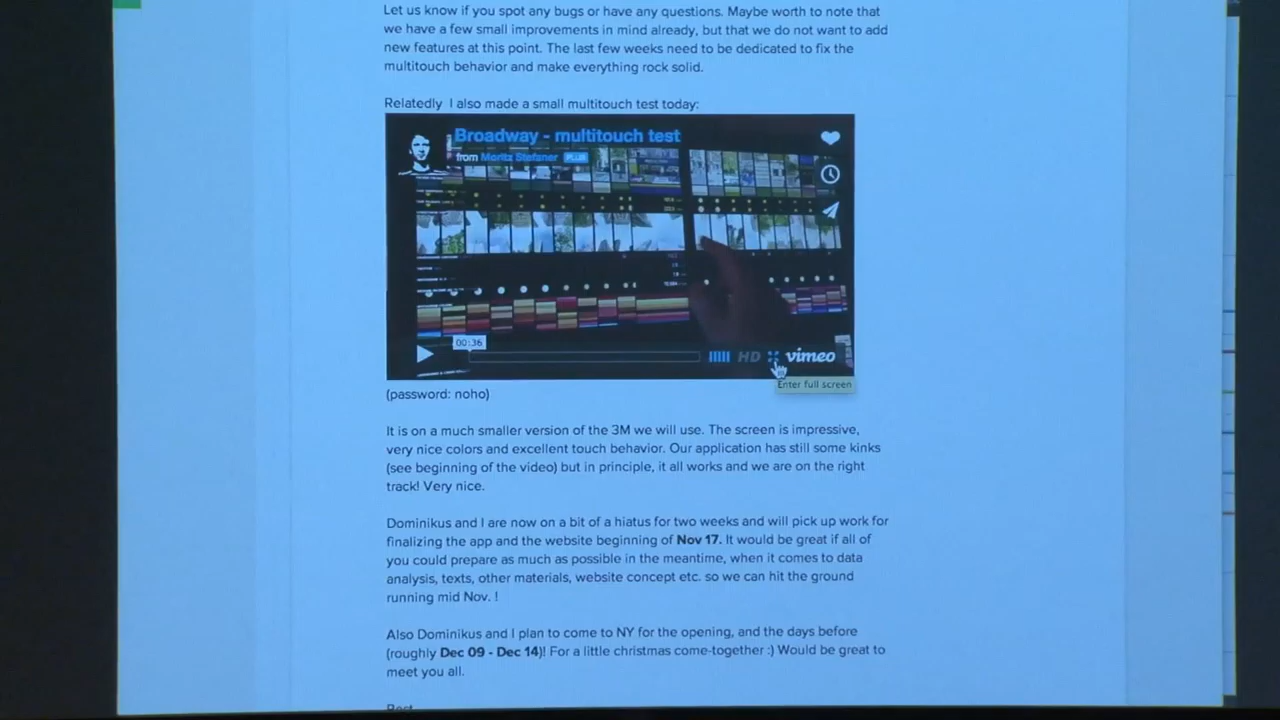 Let us know if you spot any bugs or have any questions. Maybe worth to note that
we have a few small improvements in mind already, but that we do not want to add
new features at this point. The last few weeks need to be dedicated to fix the
multitouch behavior and make everything rock solid.
Relatedly I also made a small multitouch test today:
Broadway - multitouch test
from Moritz Stefaner PLUS
00:36
HD vimeo
Enter full screen
(password: noho)
It is on a much smaller version of the 3M we will use. The screen is impressive,
very nice colors and excellent touch behavior. Our application has still some kinks
(see beginning of the video) but in principle, it all works and we are on the right
track! Very nice.
Dominikus and I are now on a bit of a hiatus for two weeks and will pick up work for
finalizing the app and the website beginning of Nov 17. It would be great if all of
you could prepare as much as possible in the meantime, when it comes to data
analysis, texts, other materials, website concept etc. so we can hit the ground
running mid Nov. !
Also Dominikus and I plan to come to NY for the opening, and the days before
(roughly Dec 09 - Dec 14)! For a little christmas come-together :) Would be great to
meet you all.